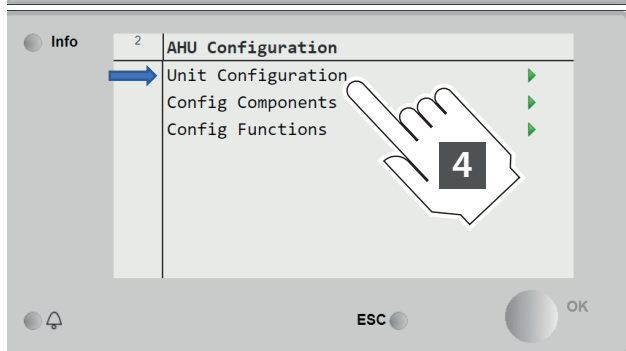 Info
2
AHU Configuration
Unit Configuration
Config Components
Config Functions
4
ESC
OK